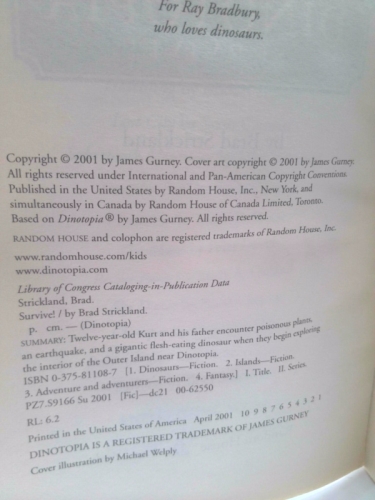 For Ray Bradbury,
who loves dinosaurs.
Copyright © 2001 by James Gurney. Cover art copyright © 2001 by James Gurney.
All rights reserved under International and Pan-American Copyright Conventions.
Published in the United States by Random House, Inc., New York, and
simultaneously in Canada by Random House of Canada Limited, Toronto.
Based on Dinotopia® by James Gurney. All rights reserved.
RANDOM HOUSE and colophon are registered trademarks of Random House, Inc.
www.randomhouse.com/kids
www.dinotopia.com
Library of Congress Cataloging-in-Publication Data
Strickland, Brad.
Survive! / by Brad Strickland.
p. cm. — (Dinotopia)
SUMMARY: Twelve-year-old Kurt and his father encounter poisonous plants,
an earthquake, and a gigantic flesh-eating dinosaur when they begin exploring
the interior of the Outer Island near Dinotopia.
ISBN 0-375-81108-7 [1. Dinosaurs—Fiction. 2. Islands—Fiction.
3. Adventure and adventurers—Fiction. 4. Fantasy.] I. Title. II. Series.
PZ7.S9166 Su 2001 [Fic]—dc21 00-62550
RL: 6.2
Printed in the United States of America April 2001 10 9 8 7 6 5 4 3 2 1
DINOTOPIA IS A REGISTERED TRADEMARK OF JAMES GURNEY
Cover illustration by Michael Welply.